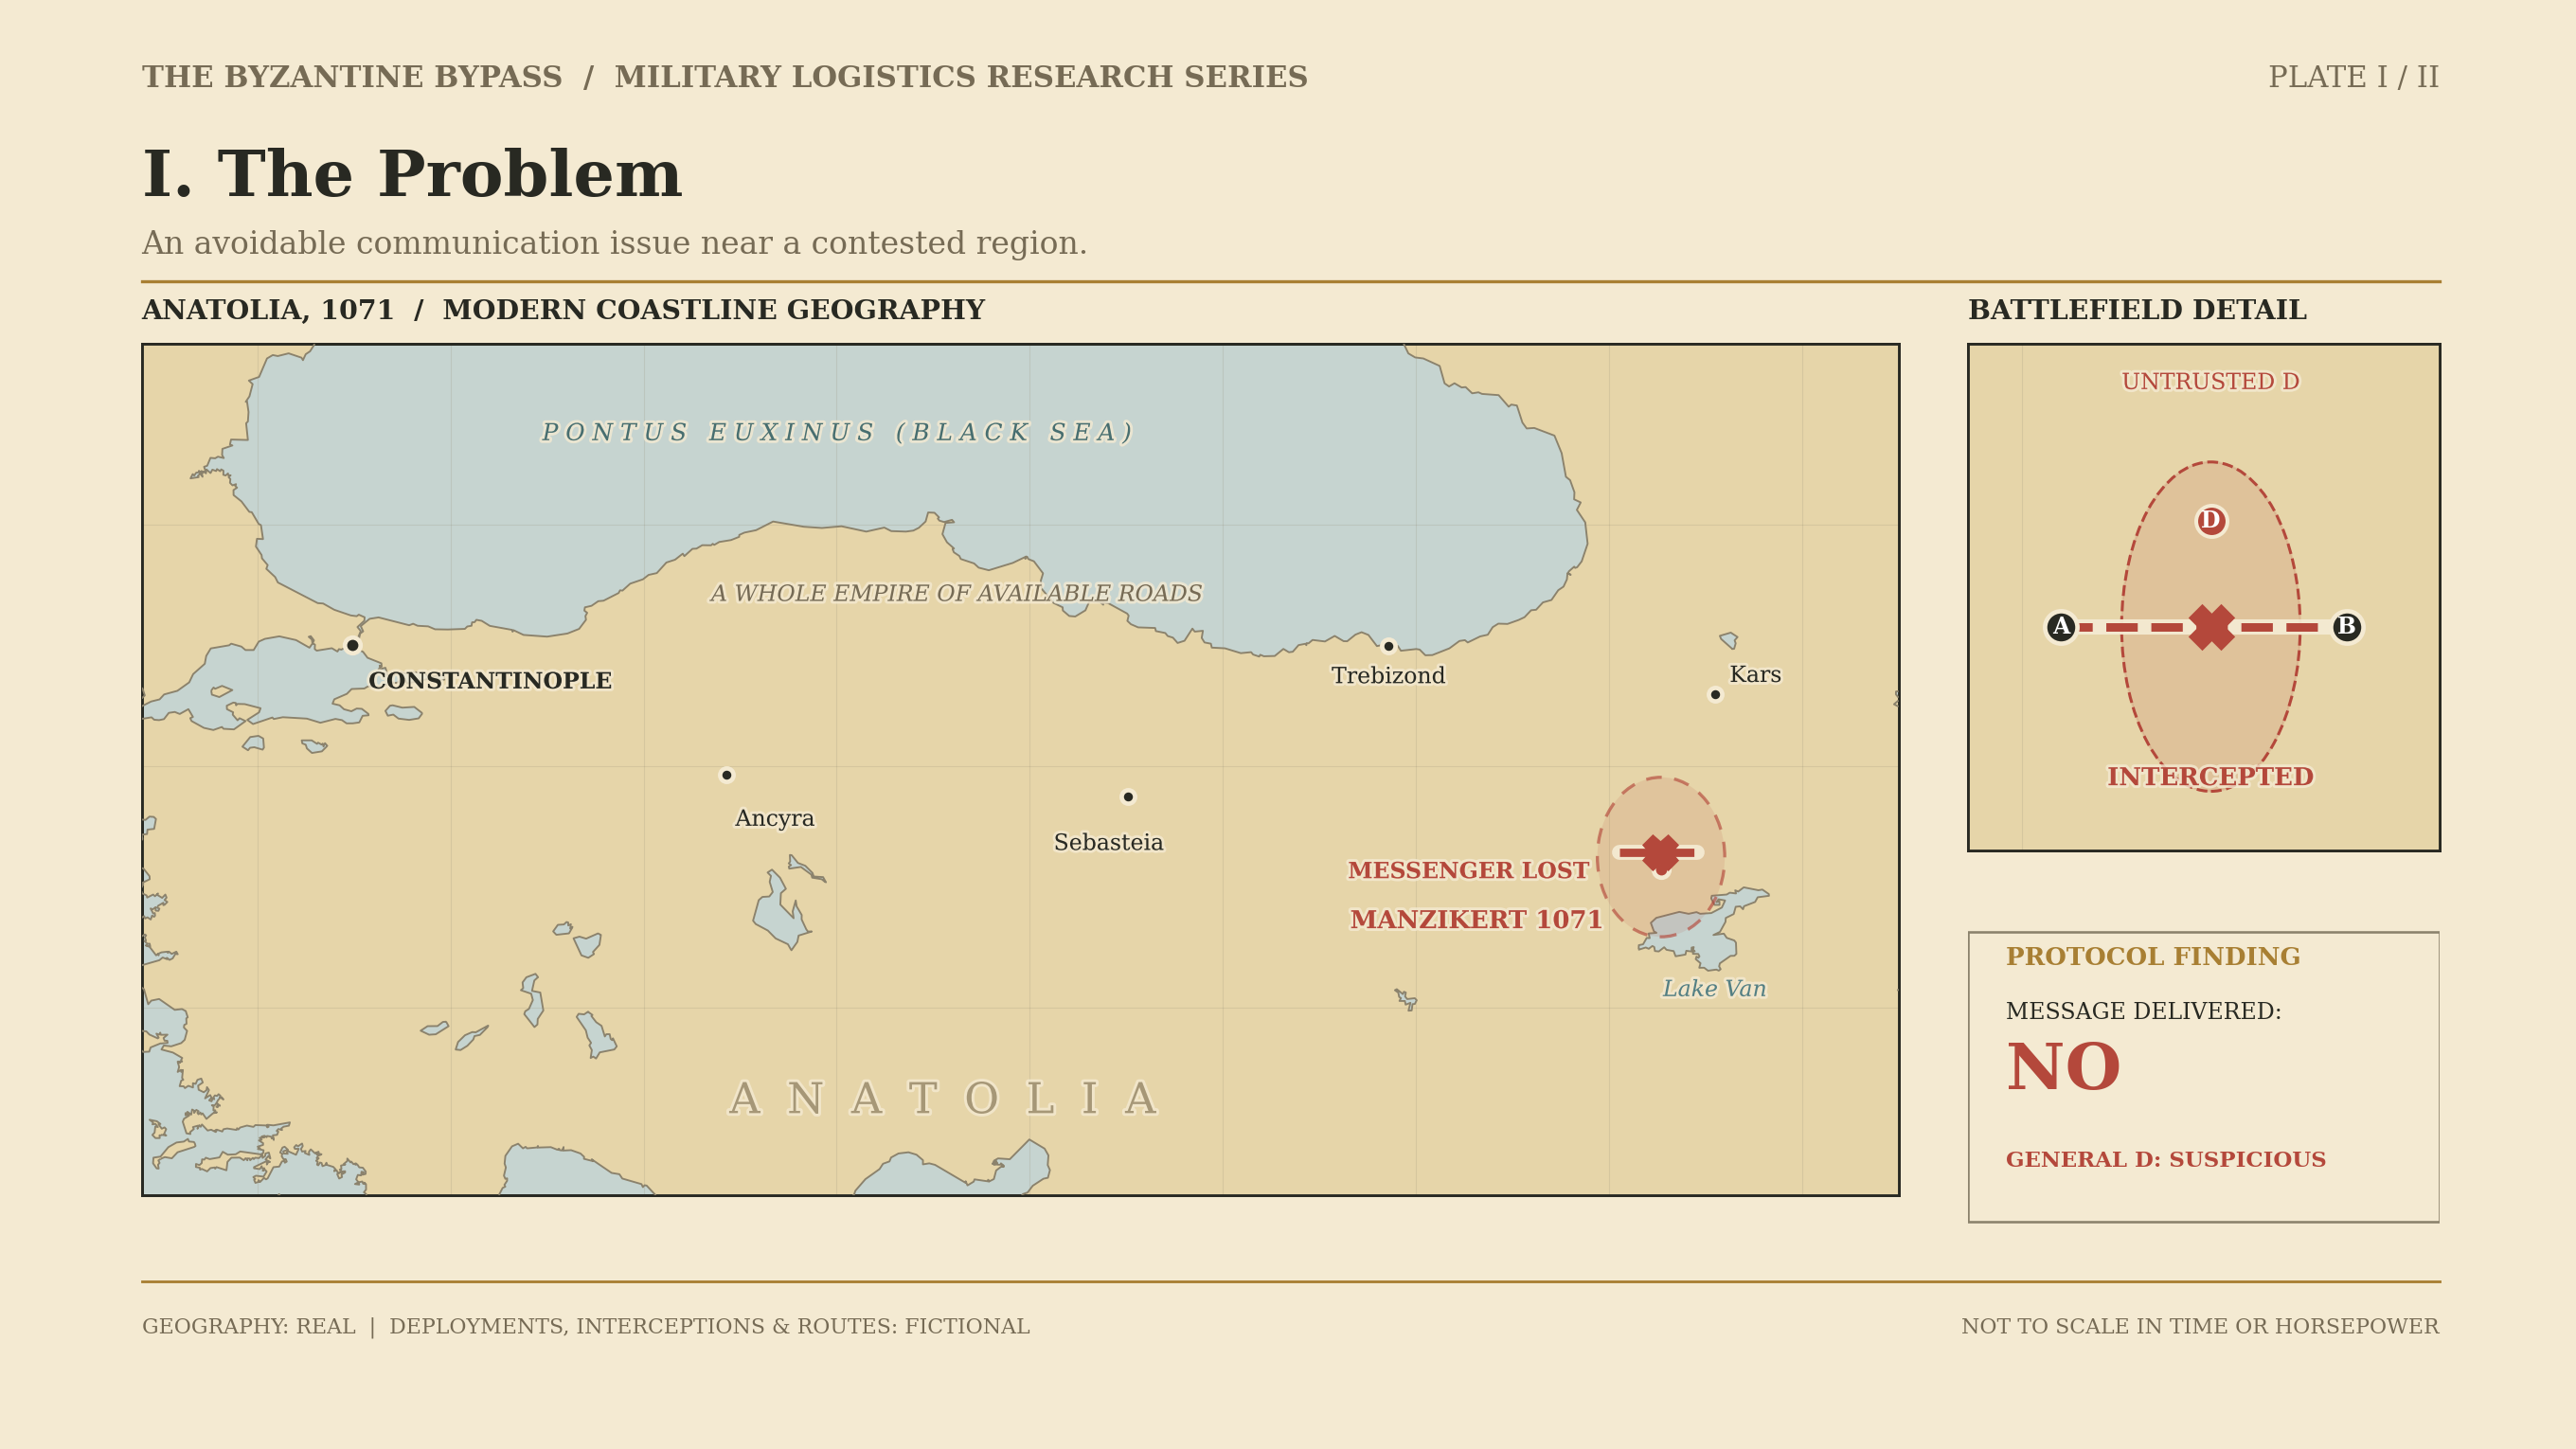 THE BYZANTINE BYPASS / MILITARY LOGISTICS RESEARCH SERIES
PLATE I / II
I. The Problem
An avoidable communication issue near a contested region.
ANATOLIA, 1071 / MODERN COASTLINE GEOGRAPHY
PONTUS EUXINUS (BLACK SEA)
A WHOLE EMPIRE OF AVAILABLE ROADS
CONSTANTINOPLE
Trebizond
Kars
Ancyra
Sebasteia
MESSENGER LOST
MANZIKERT 1071
Lake Van
ANATOLIA
BATTLEFIELD DETAIL
UNTRUSTED D
D
A
B
INTERCEPTED
PROTOCOL FINDING
MESSAGE DELIVERED:
NO
GENERAL D: SUSPICIOUS
GEOGRAPHY: REAL | DEPLOYMENTS, INTERCEPTIONS & ROUTES: FICTIONAL
NOT TO SCALE IN TIME OR HORSEPOWER